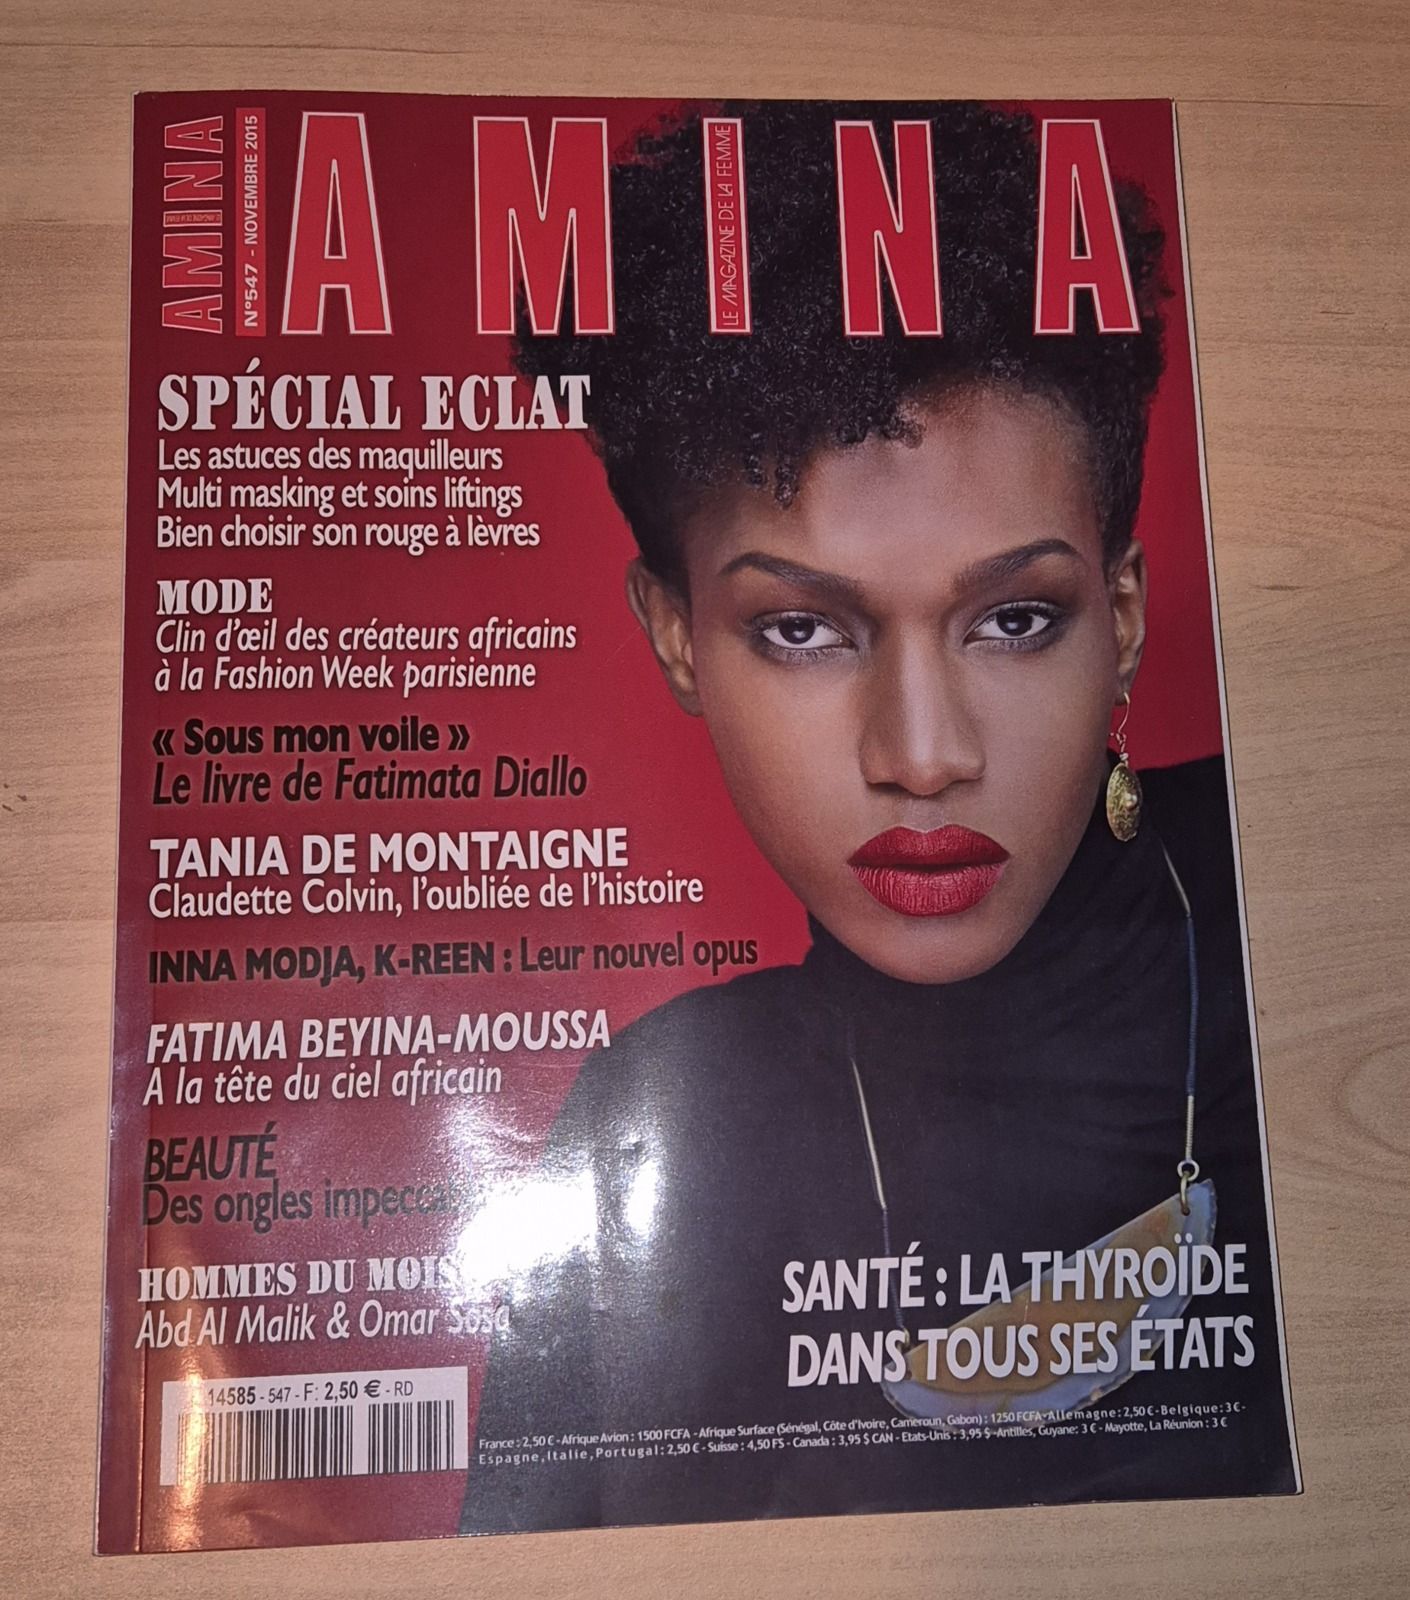 AMINA
LE MAGAZINE DE LA FEMME
N°547 - NOVEMBRE 2015
AMINA
LE MAGAZINE DE LA FEMME
SPÉCIAL ECLAT
Les astuces des maquilleurs
Multi masking et soins liftings
Bien choisir son rouge à lèvres
MODE
Clin d'œil des créateurs africains
à la Fashion Week parisienne
« Sous mon voile »
Le livre de Fatimata Diallo
TANIA DE MONTAIGNE
Claudette Colvin, l'oubliée de l'histoire
INNA MODJA, K-REEN : Leur nouvel opus
FATIMA BEYINA-MOUSSA
A la tête du ciel africain
BEAUTÉ
Des ongles
HOMMES DU MOIS
Abd Al Malik & Omar Sosa
SANTÉ : LA THYROÏDE
DANS TOUS SES ÉTATS
14585 - 547 - F: 2,50 € - RD
France : 2,50 € - Afrique Avion : 1500 FCFA - Afrique Surface (Sénégal, Côte d'Ivoire, Cameroun, Gabon) : 1250 FCFA - Allemagne : 2,50 € - Belgique : 3 € -
Espagne, Italie, Portugal : 2,50 € - Suisse : 4,50 FS - Canada : 3,95 $ CAN - Etats-Unis : 3,95 $ - Antilles, Guyane: 3 € - Mayotte, La Réunion : 3 €